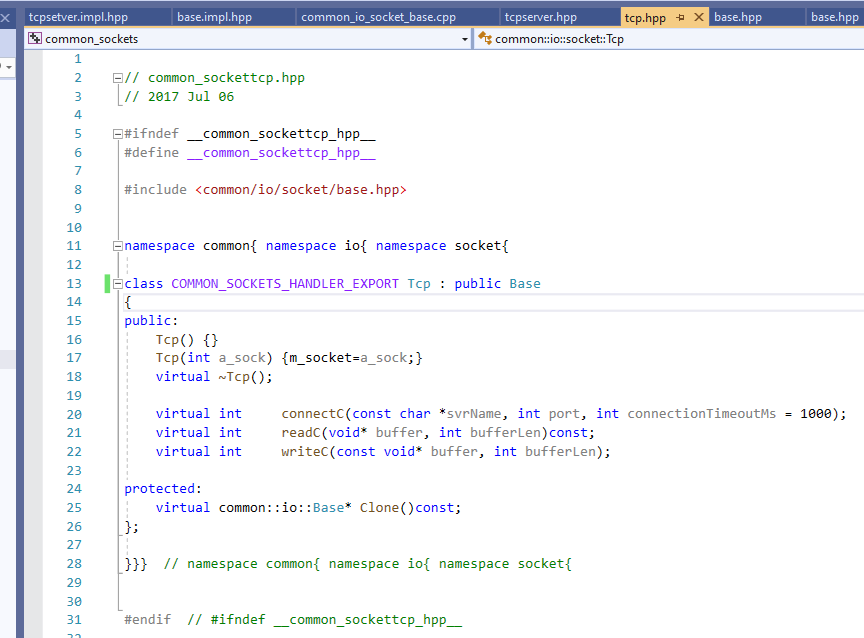 tcpsetver.impl.hpp base.impl.hpp common_io_socket_base.cpp tcpserver.hpp tcp.hpp base.hpp base.hpp
common_sockets common::io::socket::Tcp
1
2 // common_sockettcp.hpp
3 // 2017 Jul 06
4
5 #ifndef __common_sockettcp_hpp__
6 #define __common_sockettcp_hpp__
7
8 #include <common/io/socket/base.hpp>
9
10
11 namespace common{ namespace io{ namespace socket{
12
13 class COMMON_SOCKETS_HANDLER_EXPORT Tcp : public Base
14 {
15 public:
16 Tcp() {}
17 Tcp(int a_sock) {m_socket=a_sock;}
18 virtual ~Tcp();
19
20 virtual int connectC(const char *svrName, int port, int connectionTimeoutMs = 1000);
21 virtual int readC(void* buffer, int bufferLen)const;
22 virtual int writeC(const void* buffer, int bufferLen);
23
24 protected:
25 virtual common::io::Base* Clone()const;
26 };
27
28 }}} // namespace common{ namespace io{ namespace socket{
29
30
31 #endif // #ifndef __common_sockettcp_hpp__